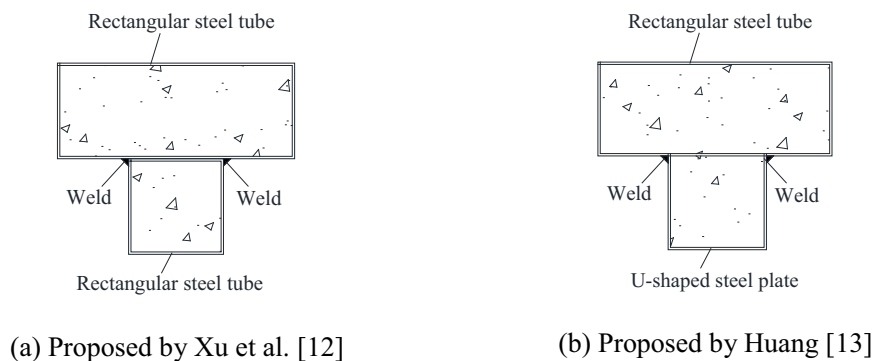 Rectangular steel tube
Weld
Weld
Rectangular steel tube
(a) Proposed by Xu et al. [12]
Rectangular steel tube
Weld
Weld
U-shaped steel plate
(b) Proposed by Huang [13]